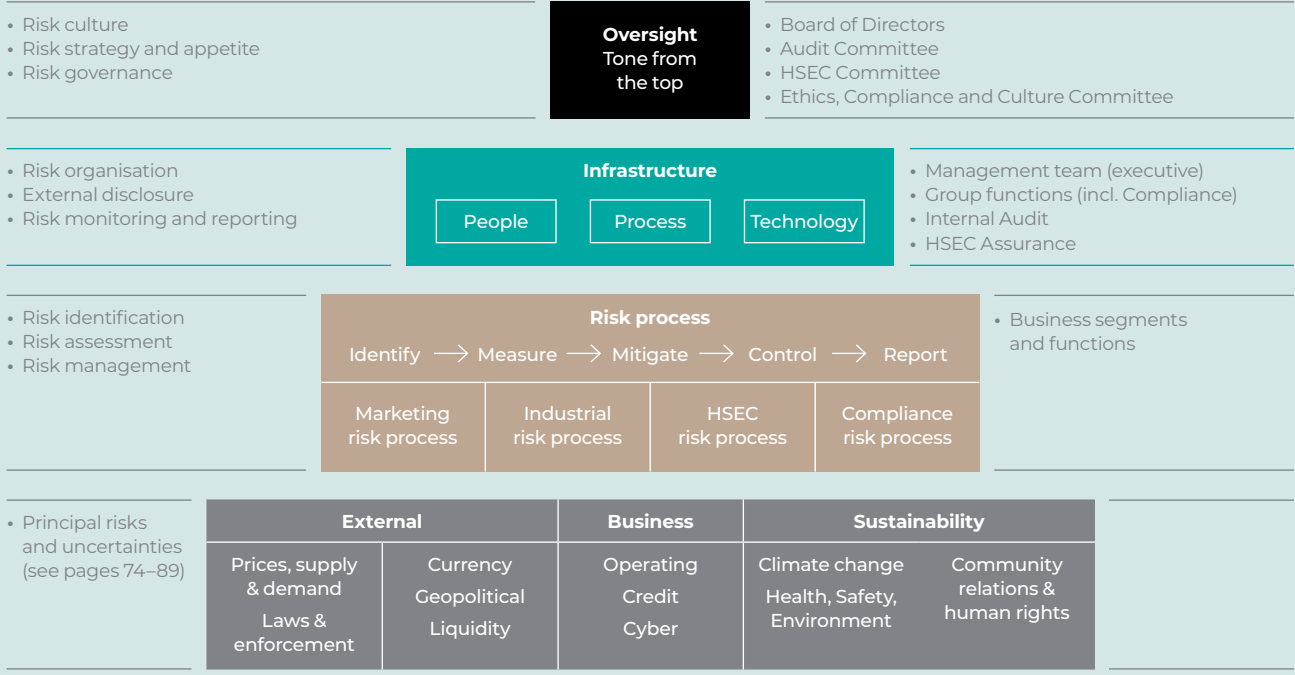 • Risk culture
• Risk strategy and appetite
• Risk governance
Oversight
Tone from
the top
• Board of Directors
• Audit Committee
• HSEC Committee
• Ethics, Compliance and Culture Committee
• Risk organisation
• External disclosure
• Risk monitoring and reporting
Infrastructure
People
Process
Technology
• Management team (executive)
• Group functions (incl. Compliance)
• Internal Audit
• HSEC Assurance
• Risk identification
• Risk assessment
• Risk management
Risk process
Identify → Measure → Mitigate → Control → Report
Marketing
risk process
Industrial
risk process
HSEC
risk process
Compliance
risk process
• Business segments
and functions
• Principal risks
and uncertainties
(see pages 74–89)
External
Prices, supply
& demand
Laws &
enforcement
Currency
Geopolitical
Liquidity
Business
Operating
Credit
Cyber
Sustainability
Climate change
Health, Safety,
Environment
Community
relations &
human rights